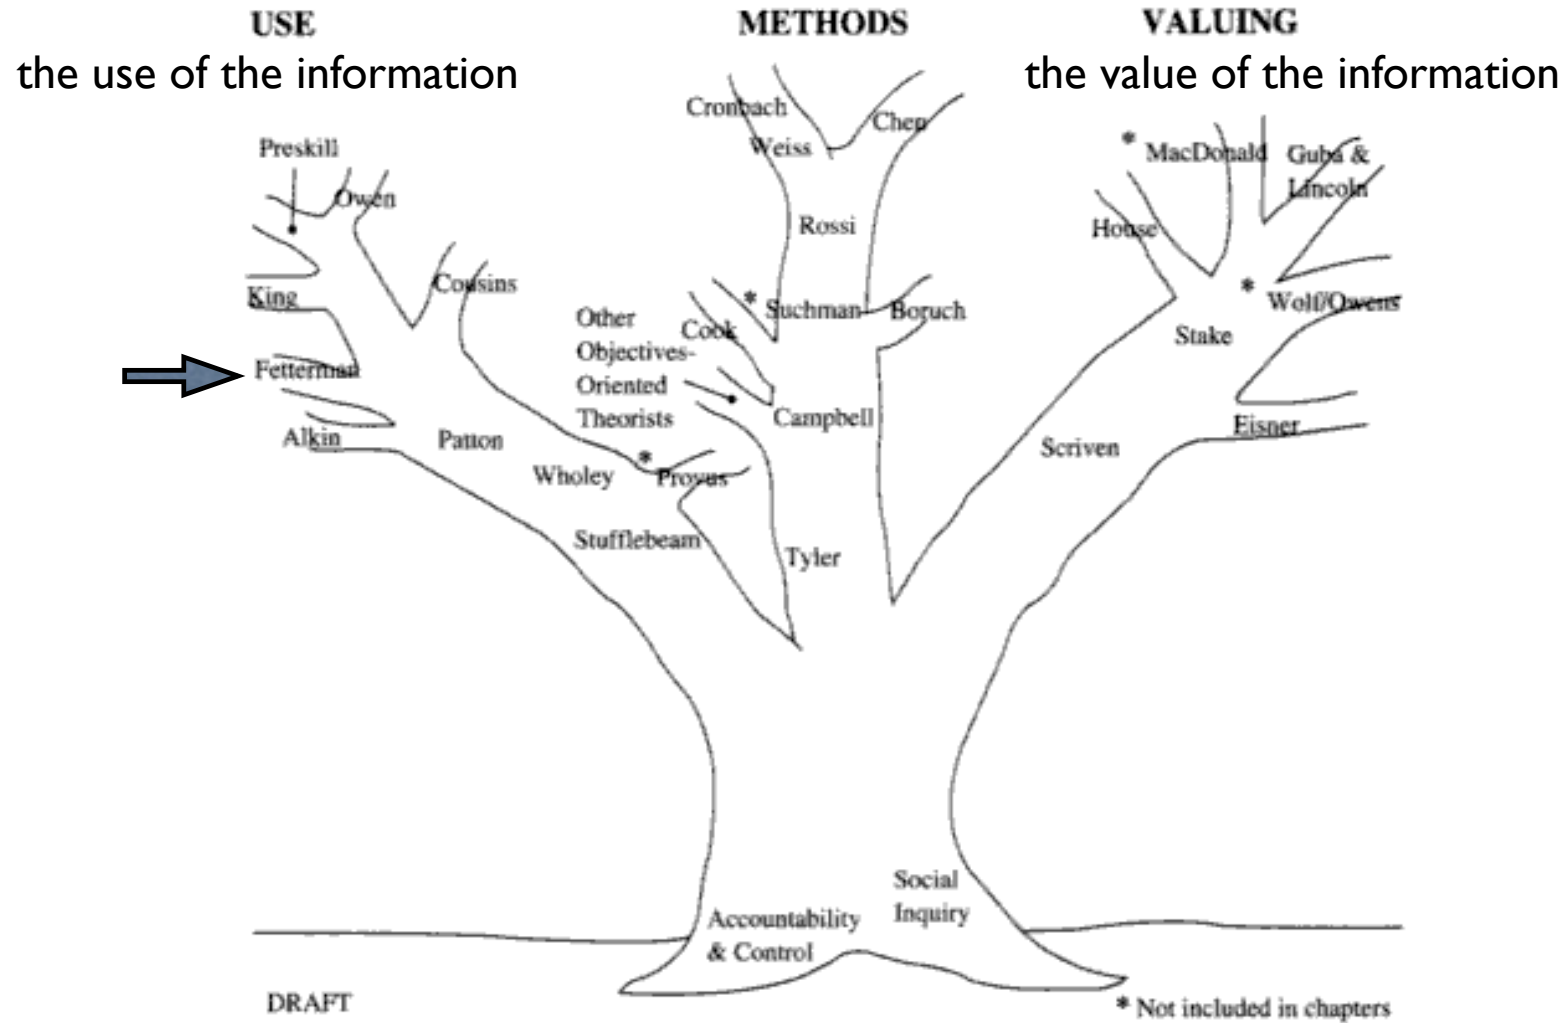 USE
METHODS
VALUING
the use of the information
the value of the information
Preskill
Owen
King
Cousins
Fetterman
Alkin
Patton
Wholey
* Provus
Stufflebeam
Cronbach
Weiss
Chen
Rossi
* Suchman
Boruch
Cook
Other
Objectives-
Oriented
Theorists
Campbell
Tyler
* MacDonald
Guba &
Lincoln
House
* Wolf/Owens
Stake
Eisner
Scriven
Social
Inquiry
Accountability
& Control
DRAFT
* Not included in chapters